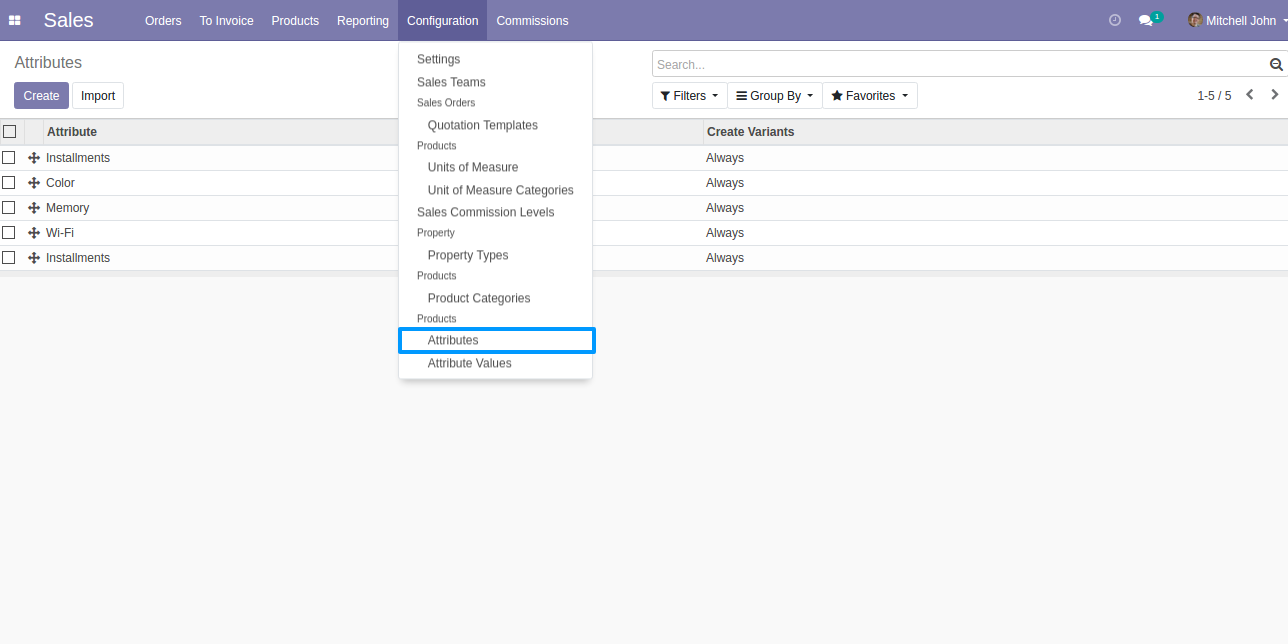 Sales Orders To Invoice Products Reporting Configuration Commissions 1 Mitchell John
Attributes
Search...
Create Import
Filters Group By Favorites 1-5 / 5
Settings
Sales Teams
Sales Orders
Quotation Templates
Products
Units of Measure
Unit of Measure Categories
Sales Commission Levels
Property
Property Types
Products
Product Categories
Products
Attributes
Attribute Values
Attribute Create Variants
Installments Always
Color Always
Memory Always
Wi-Fi Always
Installments Always